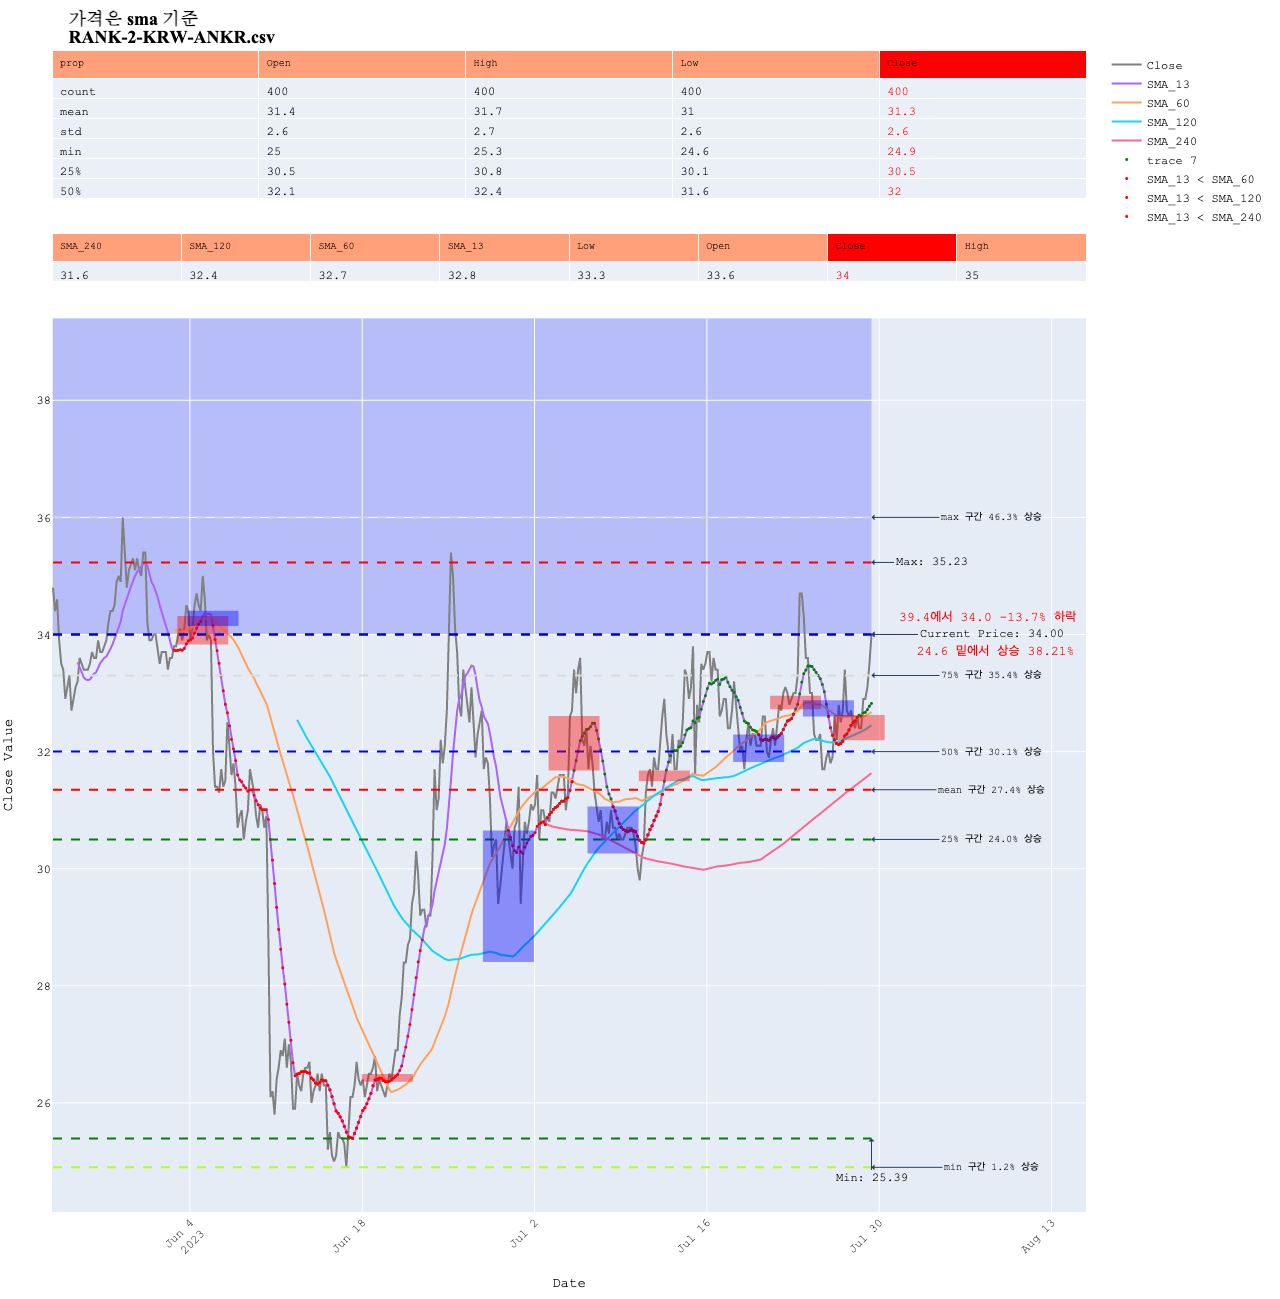 가격은 sma 기준
RANK-2-KRW-ANKR.csv
prop Open High Low Close
count 400 400 400 400
mean 31.4 31.7 31 31.3
std 2.6 2.7 2.6 2.6
min 25 25.3 24.6 24.9
25% 30.5 30.8 30.1 30.5
50% 32.1 32.4 31.6 32
SMA_240 SMA_120 SMA_60 SMA_13 Low Open Close High
31.6 32.4 32.7 32.8 33.3 33.6 34 35
Close
SMA_13
SMA_60
SMA_120
SMA_240
trace 7
SMA_13 < SMA_60
SMA_13 < SMA_120
SMA_13 < SMA_240
38
36
34
32
30
28
26
Close Value
max 구간 46.3% 상승
Max: 35.23
39.4에서 34.0 -13.7% 하락
Current Price: 34.00
24.6 밑에서 상승 38.21%
75% 구간 35.4% 상승
50% 구간 30.1% 상승
mean 구간 27.4% 상승
25% 구간 24.0% 상승
min 구간 1.2% 상승
Min: 25.39
Jun 4
2023
Jun 18
Jul 2
Jul 16
Jul 30
Aug 13
Date